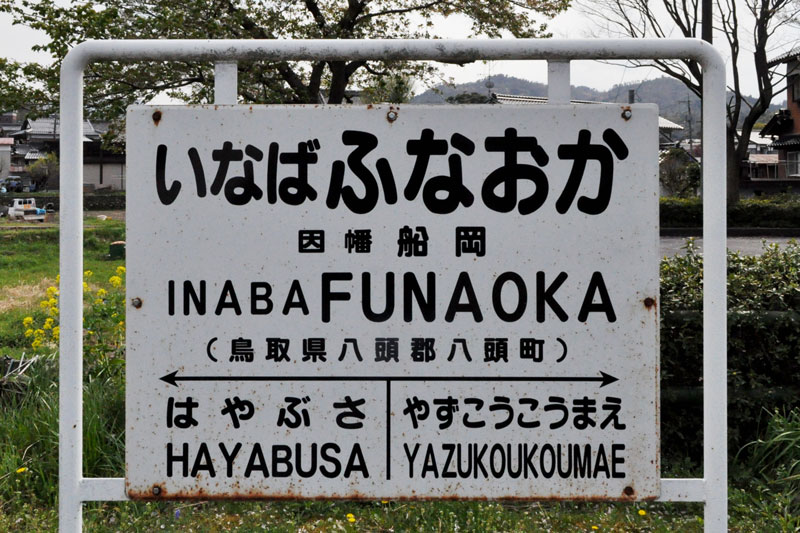 いなばふなおか
因幡船岡
INABA FUNAOKA
(鳥取県八頭郡八頭町)
はやぶさ やずこうこうまえ
HAYABUSA YAZUKOUKOUMAE